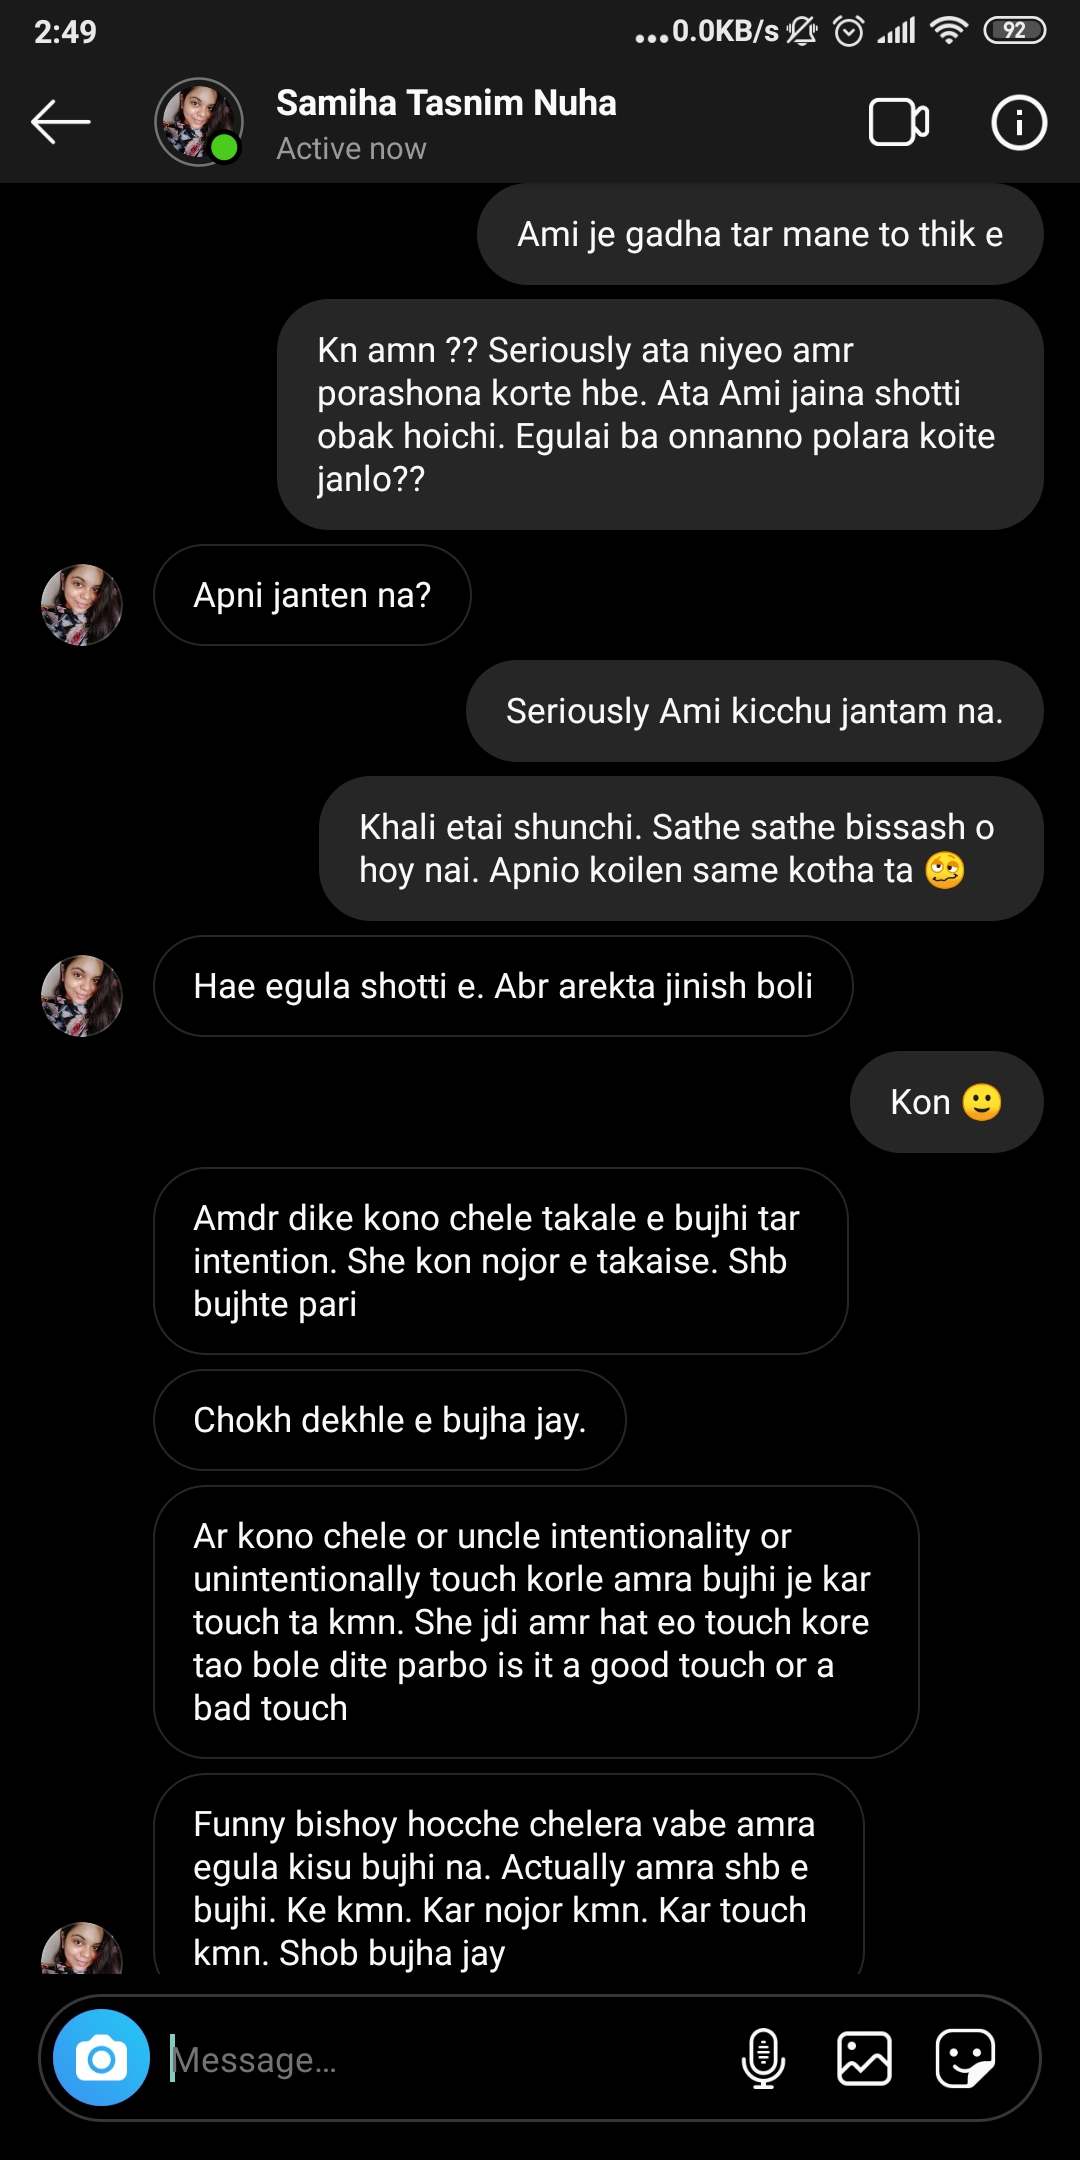 2:49
...0.0KB/s
92
Samiha Tasnim Nuha
Active now
Ami je gadha tar mane to thik e
Kn amn ?? Seriously ata niyeo amr
porashona korte hbe. Ata Ami jaina shotti
obak hoichi. Egulai ba onnanno polara koite
janlo??
Apni janten na?
Seriously Ami kicchu jantam na.
Khali etai shunchi. Sathe sathe bissash o
hoy nai. Apnio koilen same kotha ta 🥴
Hae egula shotti e. Abr arekta jinish boli
Kon 🙂
Amdr dike kono chele takale e bujhi tar
intention. She kon nojor e takaise. Shb
bujhte pari
Chokh dekhle e bujha jay.
Ar kono chele or uncle intentionality or
unintentionally touch korle amra bujhi je kar
touch ta kmn. She jdi amr hat eo touch kore
tao bole dite parbo is it a good touch or a
bad touch
Funny bishoy hocche chelera vabe amra
egula kisu bujhi na. Actually amra shb e
bujhi. Ke kmn. Kar nojor kmn. Kar touch
kmn. Shob bujha jay
Message...